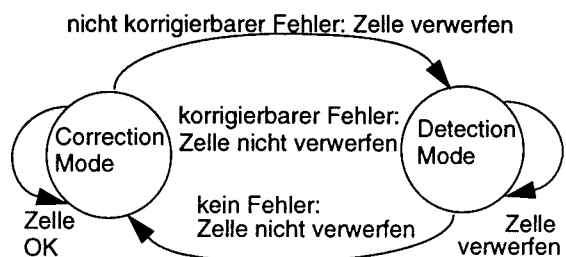 nicht korrigierbarer Fehler: Zelle verwerfen
korrigierbarer Fehler:
Zelle nicht verwerfen
Correction
Mode
Detection
Mode
kein Fehler:
Zelle nicht verwerfen
Zelle
OK
Zelle
verwerfen